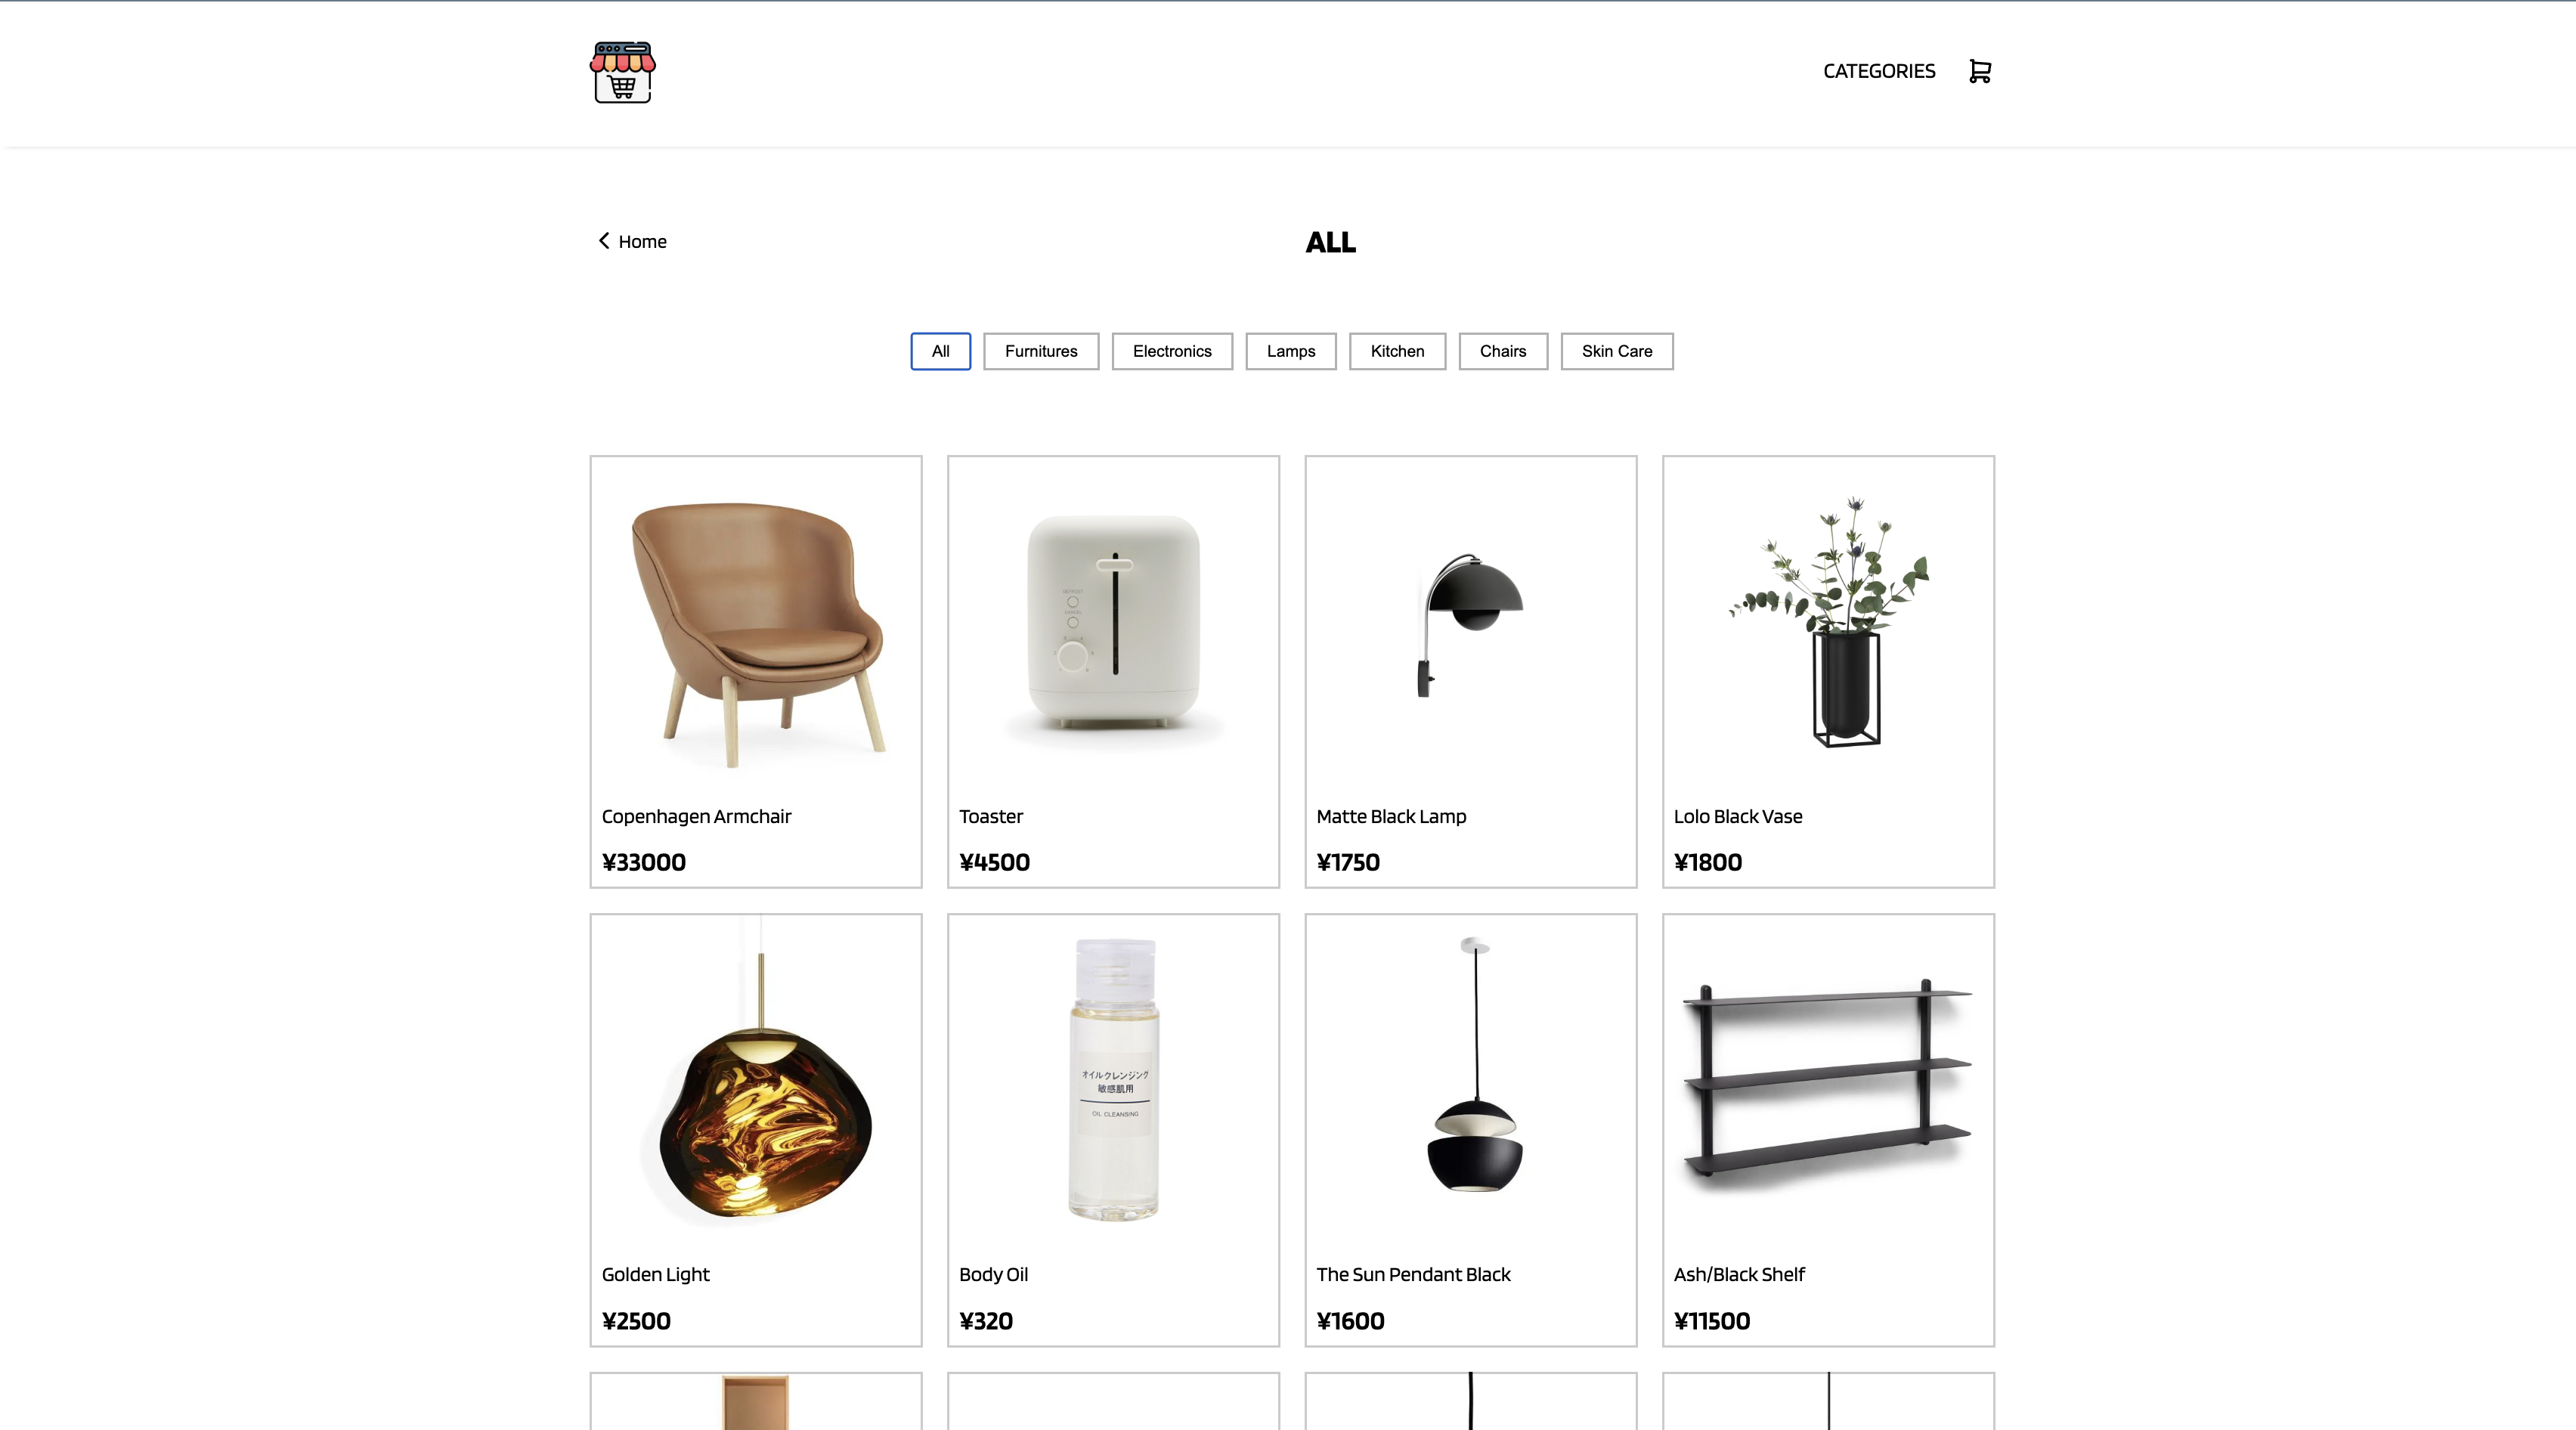 CATEGORIES
Home
ALL
All
Furnitures
Electronics
Lamps
Kitchen
Chairs
Skin Care
Copenhagen Armchair
¥33000
Toaster
¥4500
Matte Black Lamp
¥1750
Lolo Black Vase
¥1800
オイルクレンジング
敏感肌用
OIL CLEANSING
Golden Light
¥2500
Body Oil
¥320
The Sun Pendant Black
¥1600
Ash/Black Shelf
¥11500